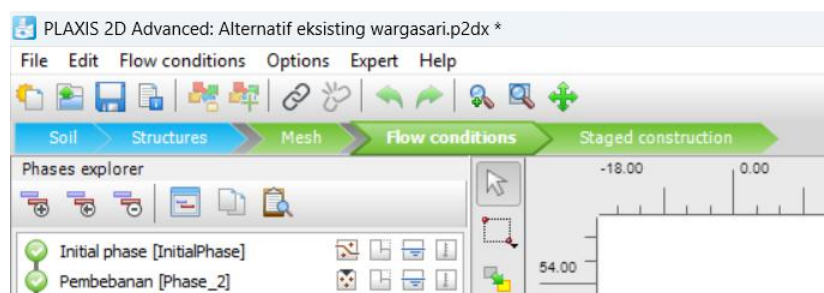 PLAXIS 2D Advanced: Alternatif eksisting wargasari.p2dx *
File Edit Flow conditions Options Expert Help
Soil Structures Mesh Flow conditions Staged construction
Phases explorer
-18.00 0.00
Initial phase [InitialPhase]
54.00
Pembebanan [Phase_2]